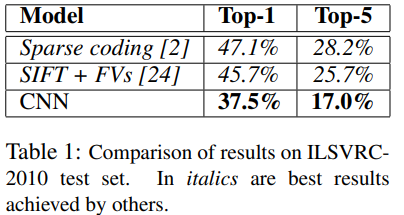 Model Top-1 Top-5
Sparse coding [2] 47.1% 28.2%
SIFT + FVs [24] 45.7% 25.7%
CNN 37.5% 17.0%
Table 1: Comparison of results on ILSVRC-
2010 test set. In italics are best results
achieved by others.